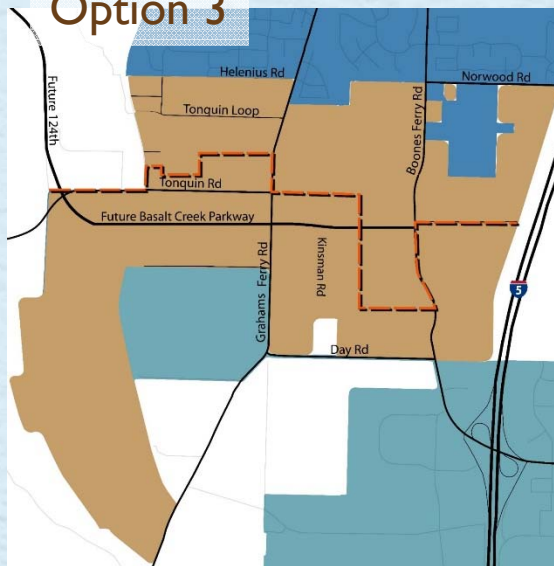 Option 3
Helenius Rd
Norwood Rd
Future 124th
Tonquin Loop
Boones Ferry Rd
Tonquin Rd
Future Basalt Creek Parkway
Grahams Ferry Rd
Kinsman Rd
5
Day Rd